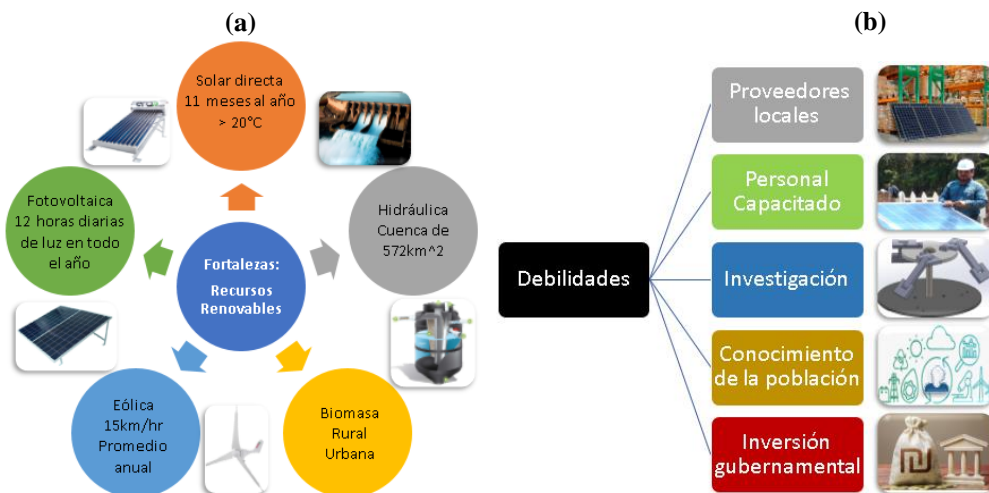 (a)
Solar directa
11 meses al año
> 20°C
Fotovoltaica
12 horas diarias
de luz en todo
el año
Hidráulica
Cuenca de
572km^2
Fortalezas:
Recursos
Renovables
Eólica
15km/hr
Promedio
anual
Biomasa
Rural
Urbana
(b)
Debilidades
Proveedores
locales
Personal
Capacitado
Investigación
Conocimiento
de la población
Inversión
gubernamental